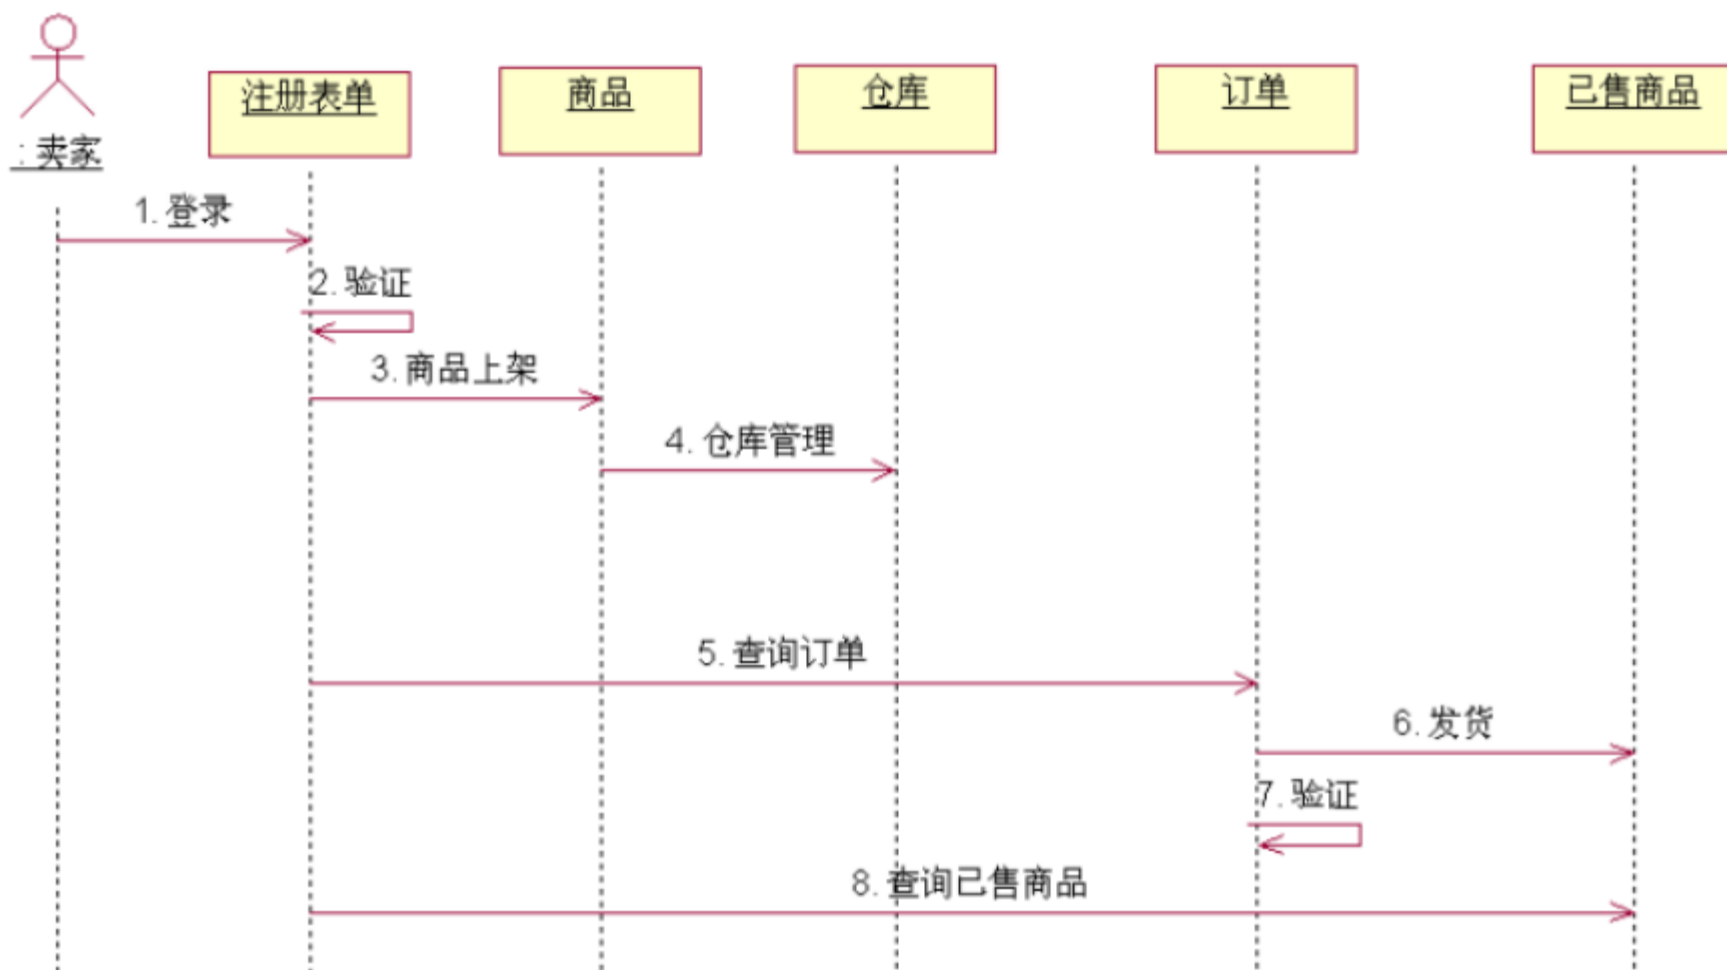 注册表单
商品
仓库
订单
已售商品
: 卖家
1. 登录
2. 验证
3. 商品上架
4. 仓库管理
5. 查询订单
6. 发货
7. 验证
8. 查询已售商品